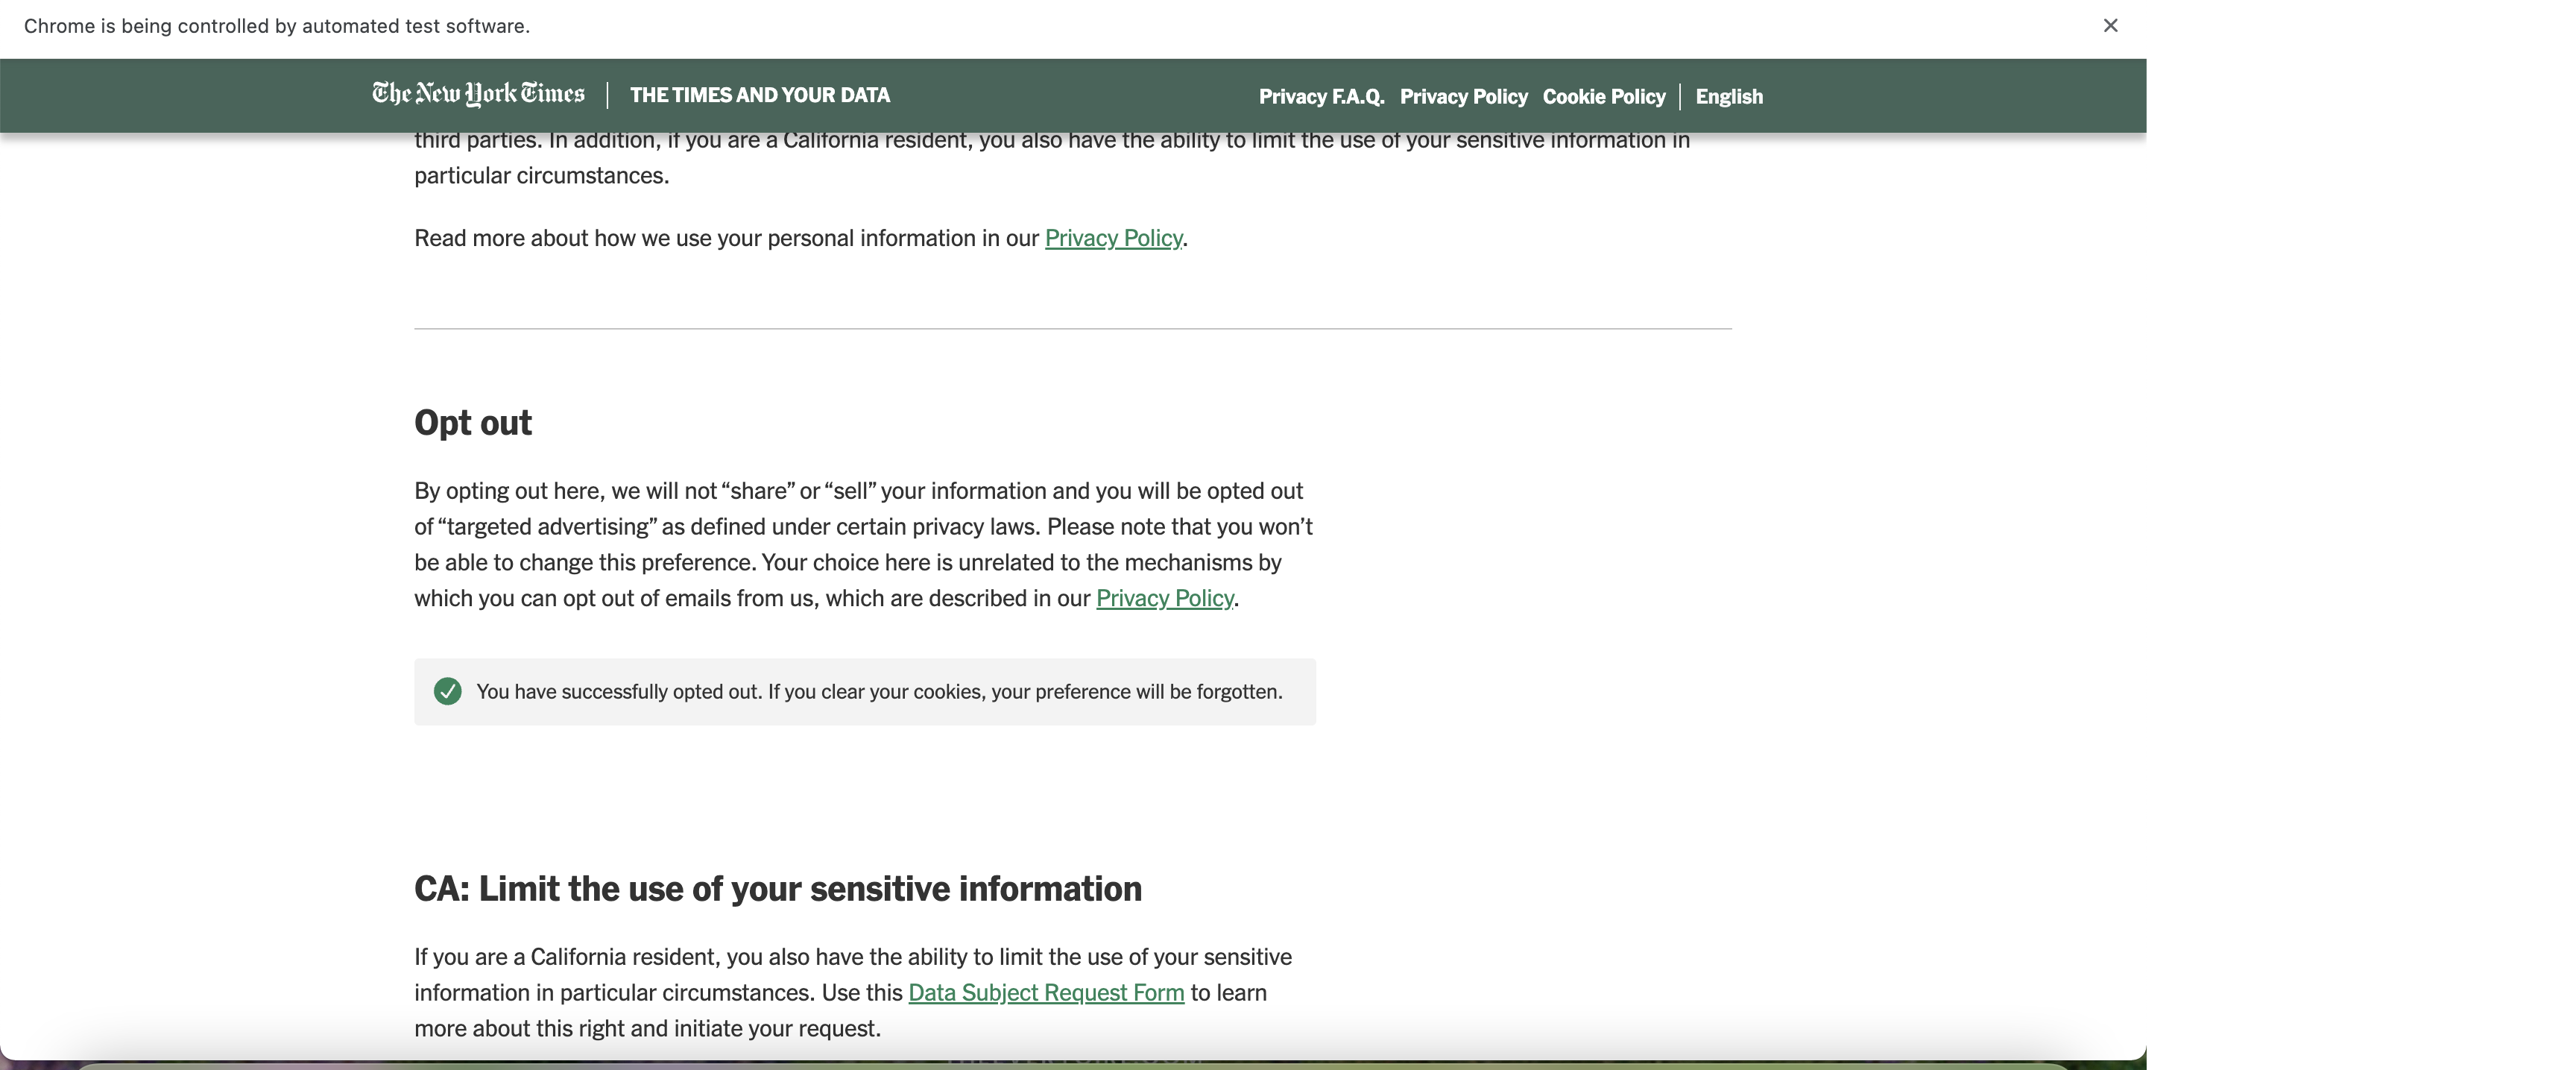 Chrome is being controlled by automated test software.
The New York Times
THE TIMES AND YOUR DATA
Privacy F.A.Q. Privacy Policy Cookie Policy English
third parties. In addition, if you are a California resident, you also have the ability to limit the use of your sensitive information in
particular circumstances.
Read more about how we use your personal information in our Privacy Policy.
Opt out
By opting out here, we will not “share” or “sell” your information and you will be opted out
of “targeted advertising” as defined under certain privacy laws. Please note that you won’t
be able to change this preference. Your choice here is unrelated to the mechanisms by
which you can opt out of emails from us, which are described in our Privacy Policy.
You have successfully opted out. If you clear your cookies, your preference will be forgotten.
CA: Limit the use of your sensitive information
If you are a California resident, you also have the ability to limit the use of your sensitive
information in particular circumstances. Use this Data Subject Request Form to learn
more about this right and initiate your request.